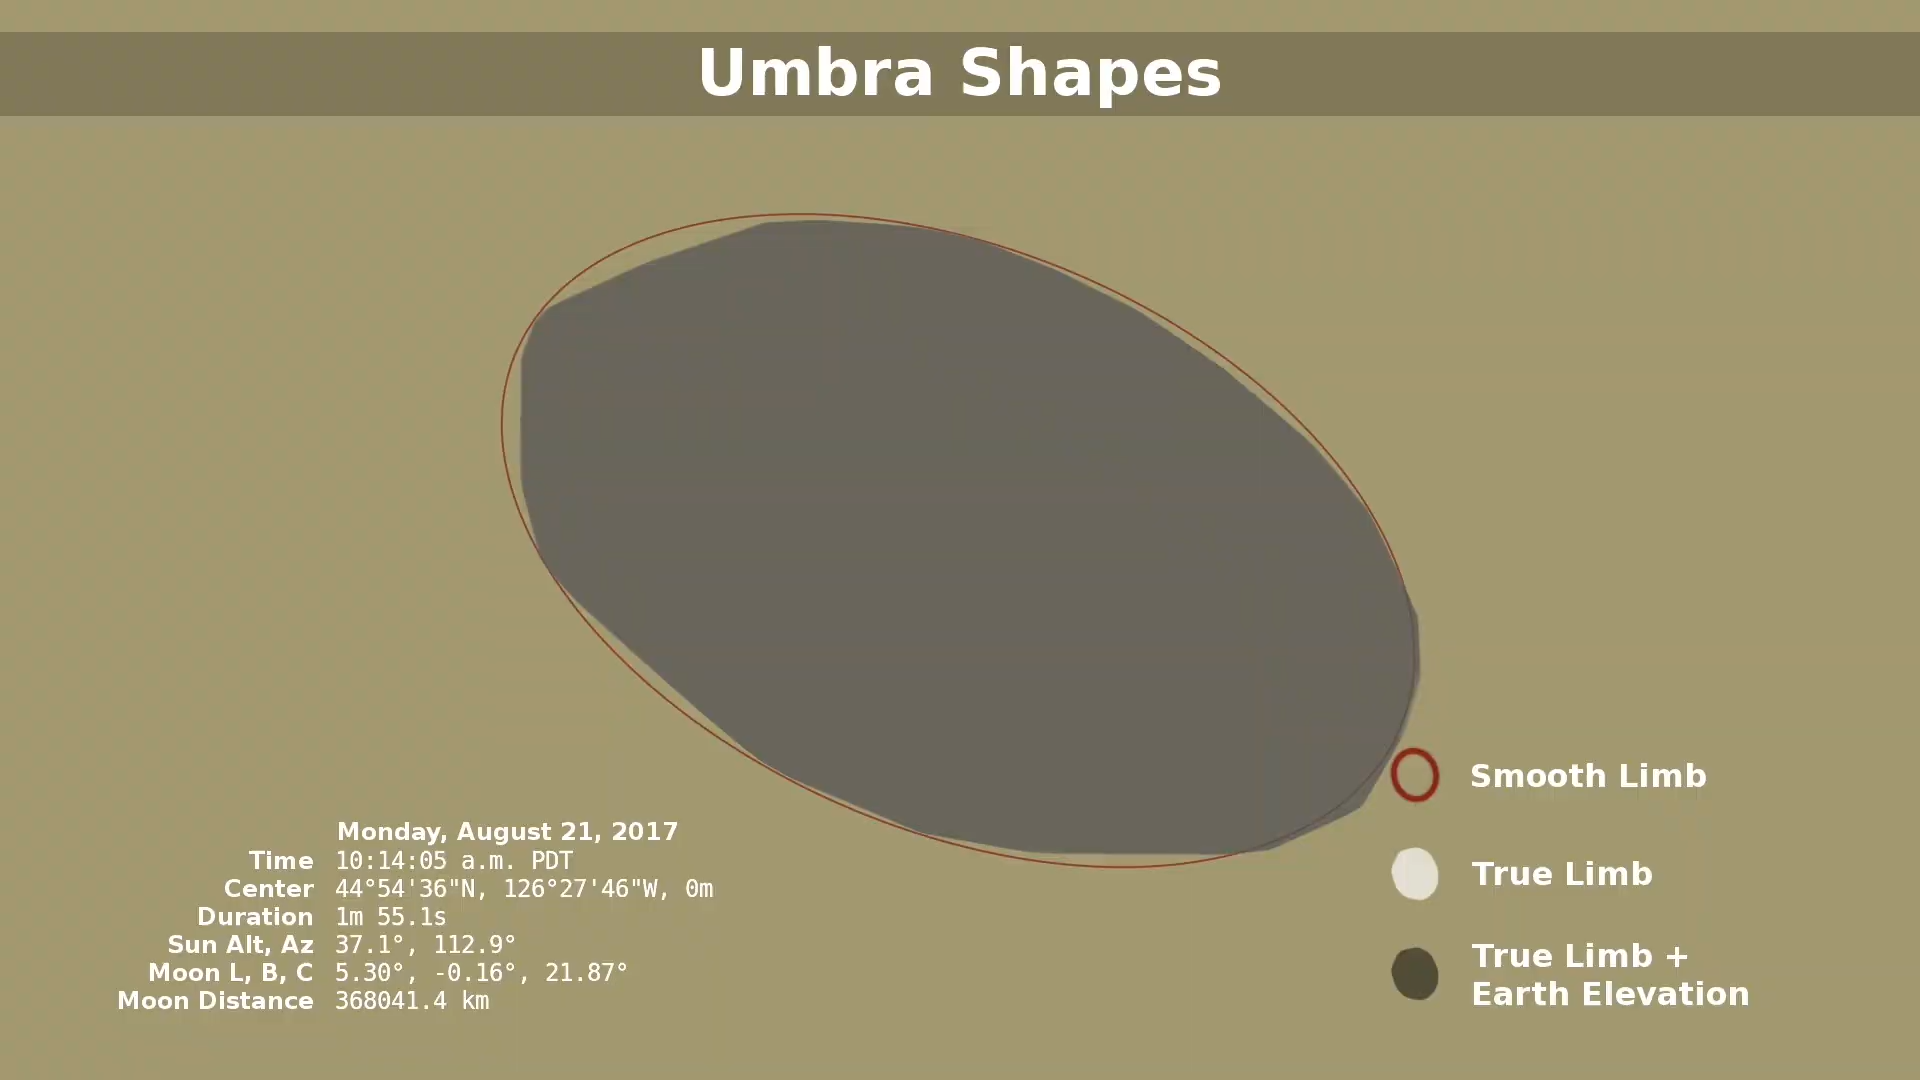 Umbra Shapes
Smooth Limb
True Limb
True Limb +
Earth Elevation
Monday, August 21, 2017
Time 10:14:05 a.m. PDT
Center 44°54'36"N, 126°27'46"W, 0m
Duration 1m 55.1s
Sun Alt, Az 37.1°, 112.9°
Moon L, B, C 5.30°, -0.16°, 21.87°
Moon Distance 368041.4 km